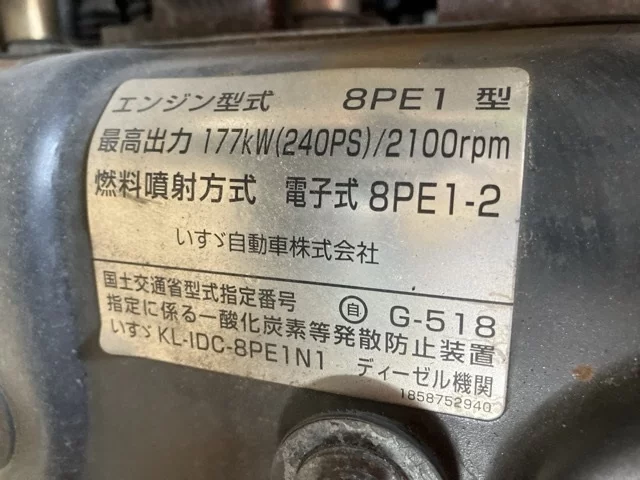 エンジン型式 8PE1 型
最高出力 177kW(240PS)/2100rpm
燃料噴射方式 電子式 8PE1-2
いすゞ自動車株式会社
国土交通省型式指定番号 自 G-518
指定に係る一酸化炭素等発散防止装置
いすゞ KL-IDC-8PE1N1 ディーゼル機関
1858752940